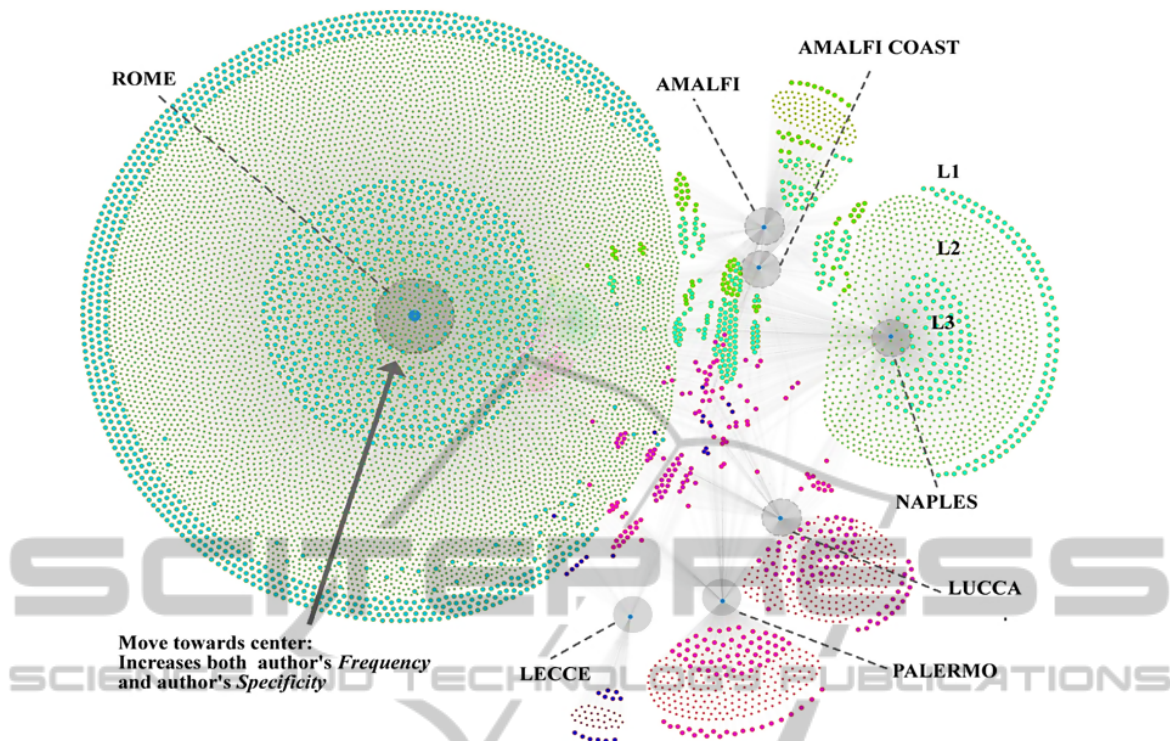 AMALFI COAST
ROME
AMALFI
L1
L2
L3
NAPLES
LUCCA
Move towards center:
Increases both author's Frequency
and author's Specificity
LECCE
PALERMO
SCITEPRESS
SCIENCE AND TECHNOLOGY PUBLICATIONS